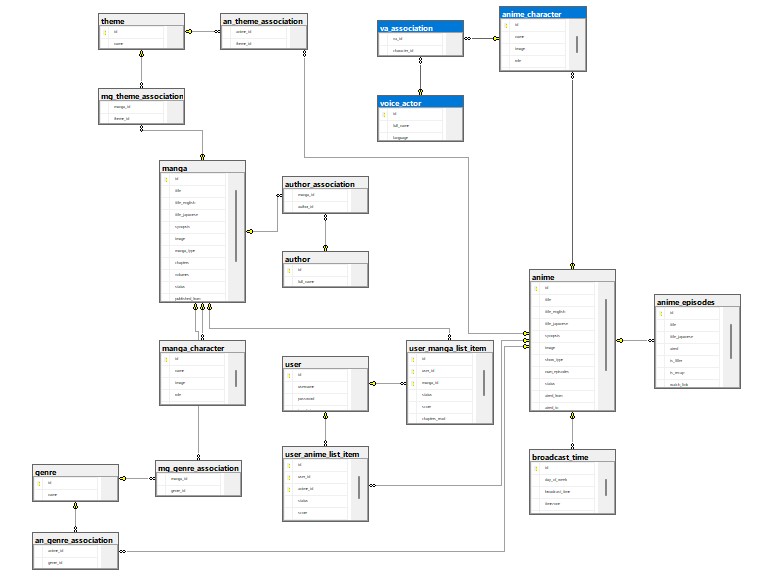 theme
id
name
an_theme_association
anime_id
theme_id
va_association
va_id
character_id
anime_character
id
name
image
role
mg_theme_association
manga_id
theme_id
voice_actor
id
full_name
language
manga
id
title
title_english
title_japanese
synopsis
image
manga_type
chapters
volumes
status
published_from
author_association
manga_id
author_id
author
id
full_name
anime
id
title
title_english
title_japanese
synopsis
image
show_type
num_episodes
status
aired_from
aired_to
anime_episodes
id
title
title_japanese
aired
is_filler
is_recap
watch_link
manga_character
id
name
image
role
user
id
username
password
user_manga_list_item
id
user_id
manga_id
status
score
chapters_read
user_anime_list_item
id
user_id
anime_id
status
score
broadcast_time
id
day_of_week
broadcast_time
timezone
genre
id
name
mg_genre_association
manga_id
genre_id
an_genre_association
anime_id
genre_id